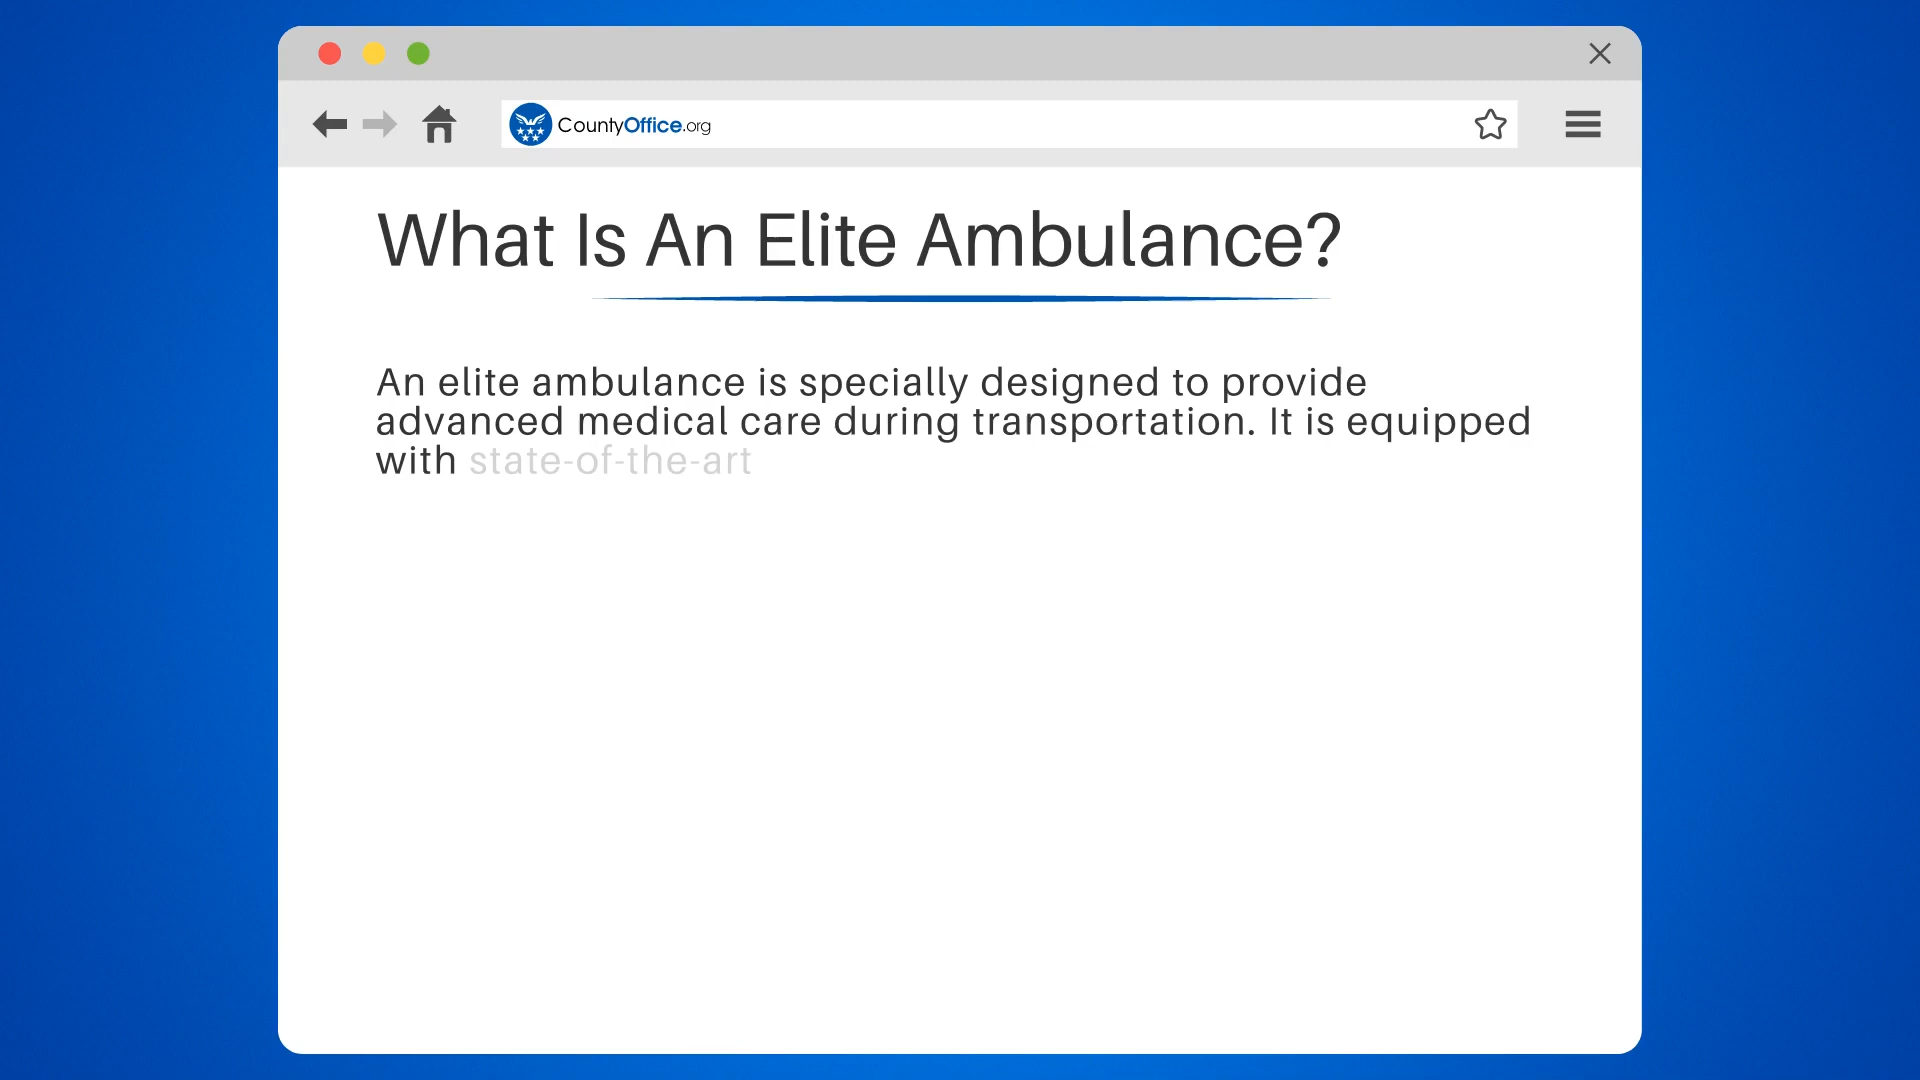 CountyOffice.org
What Is An Elite Ambulance?
An elite ambulance is specially designed to provide
advanced medical care during transportation. It is equipped
with state-of-the-art